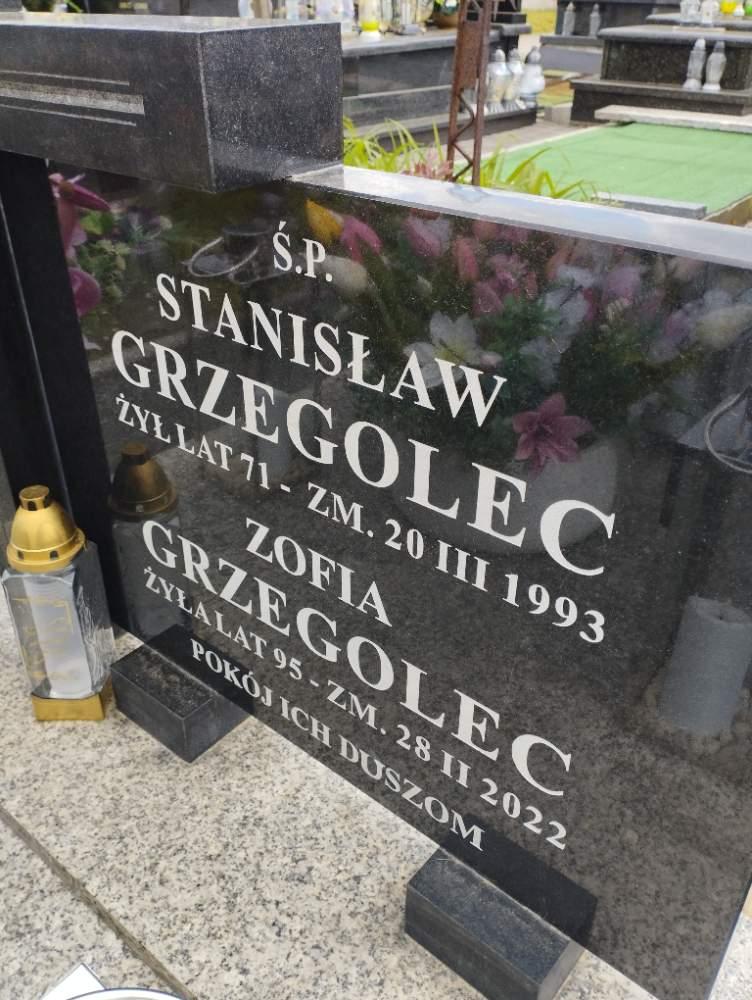 Ś.P.
STANISŁAW
GRZEGOLEC
ŻYŁ LAT 71 - ZM. 20 III 1993
ZOFIA
GRZEGOLEC
ŻYŁA LAT 95 - ZM. 28 II 2022
POKÓJ ICH DUSZOM